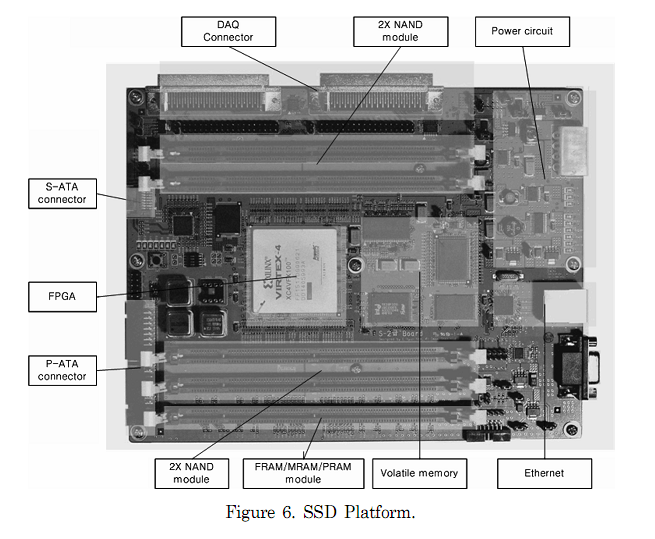 DAQ
Connector
2X NAND
module
Power circuit
S-ATA
connector
XILINX
VIRTEX-4
FPGA
P-ATA
connector
2X NAND
module
FRAM/MRAM/PRAM
module
Volatile memory
Ethernet
Figure 6. SSD Platform.